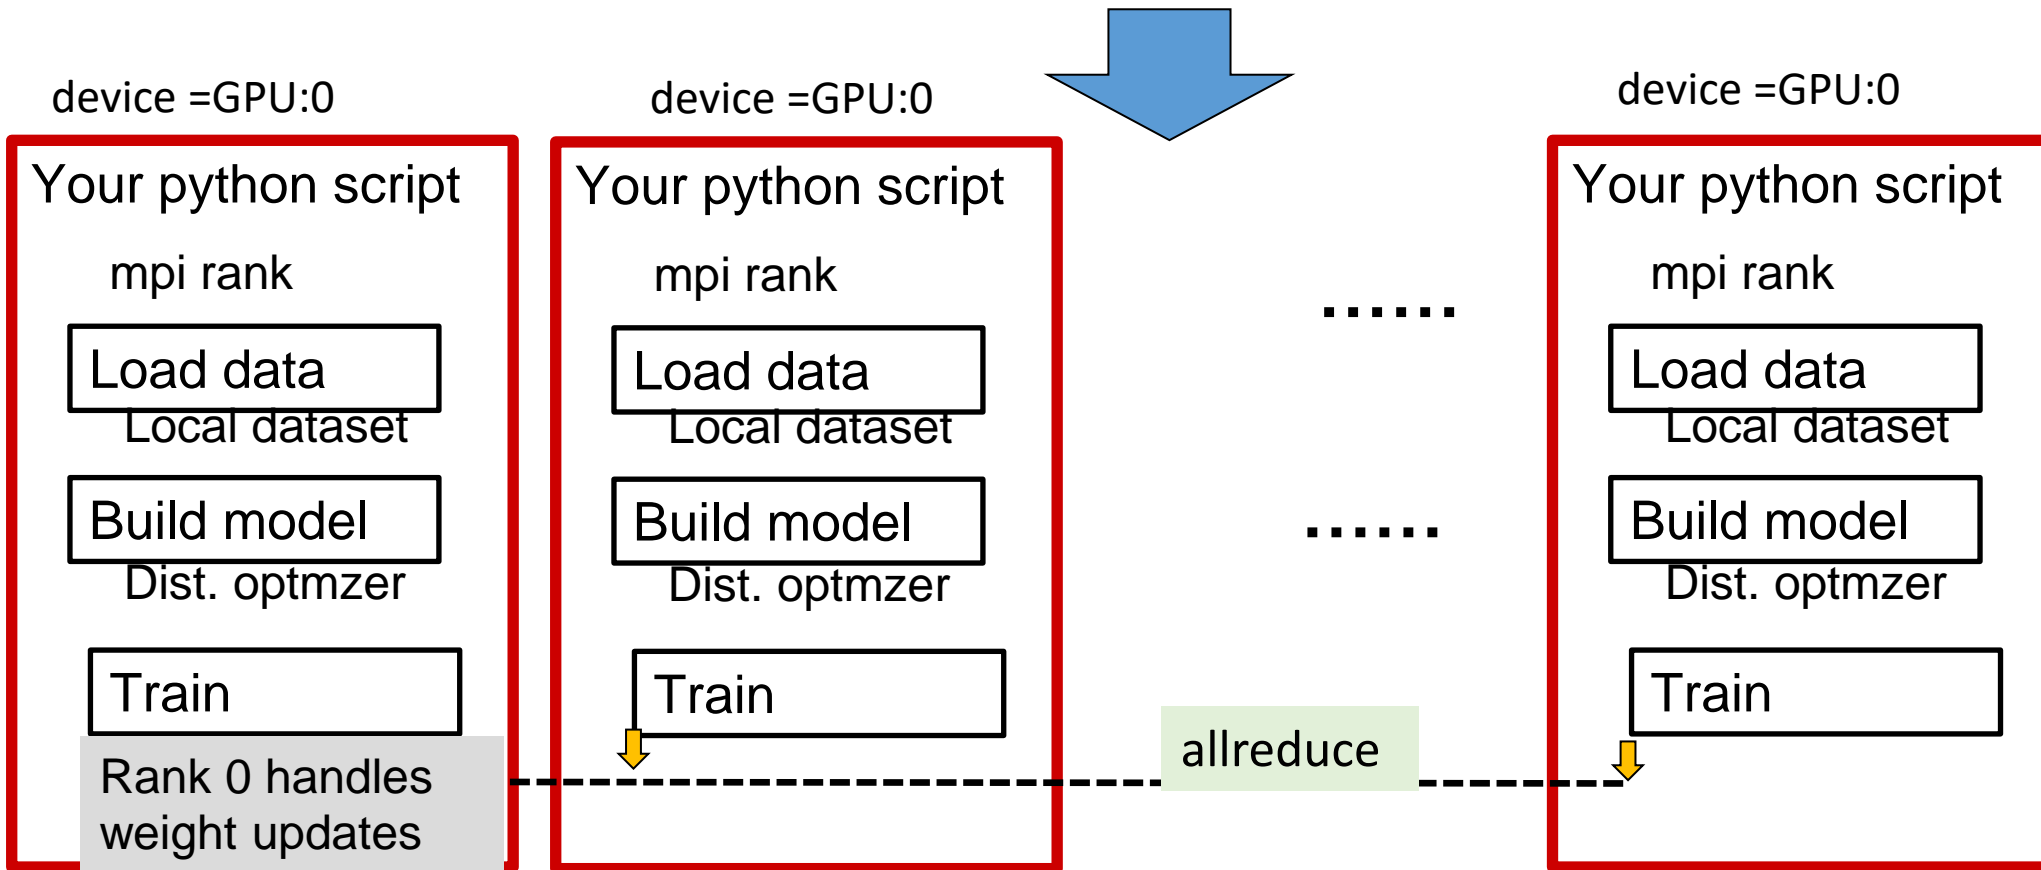 device =GPU:0
Your python script
mpi rank
Load data
Local dataset
Build model
Dist. optmzer
Train
Rank 0 handles
weight updates
device =GPU:0
Your python script
mpi rank
Load data
Local dataset
Build model
Dist. optmzer
Train
......
......
allreduce
device =GPU:0
Your python script
mpi rank
Load data
Local dataset
Build model
Dist. optmzer
Train